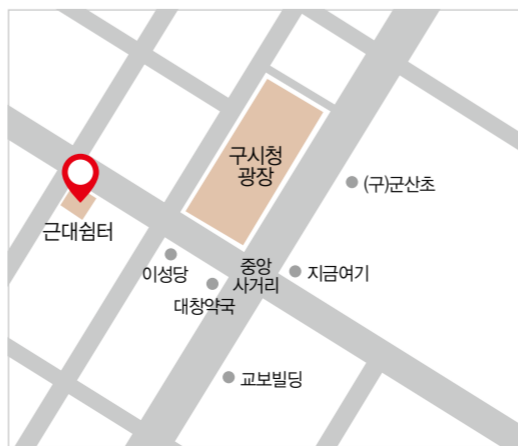 구시청
광장
(구)군산초
근대쉼터
이성당
중앙
사거리
지금여기
대창약국
교보빌딩